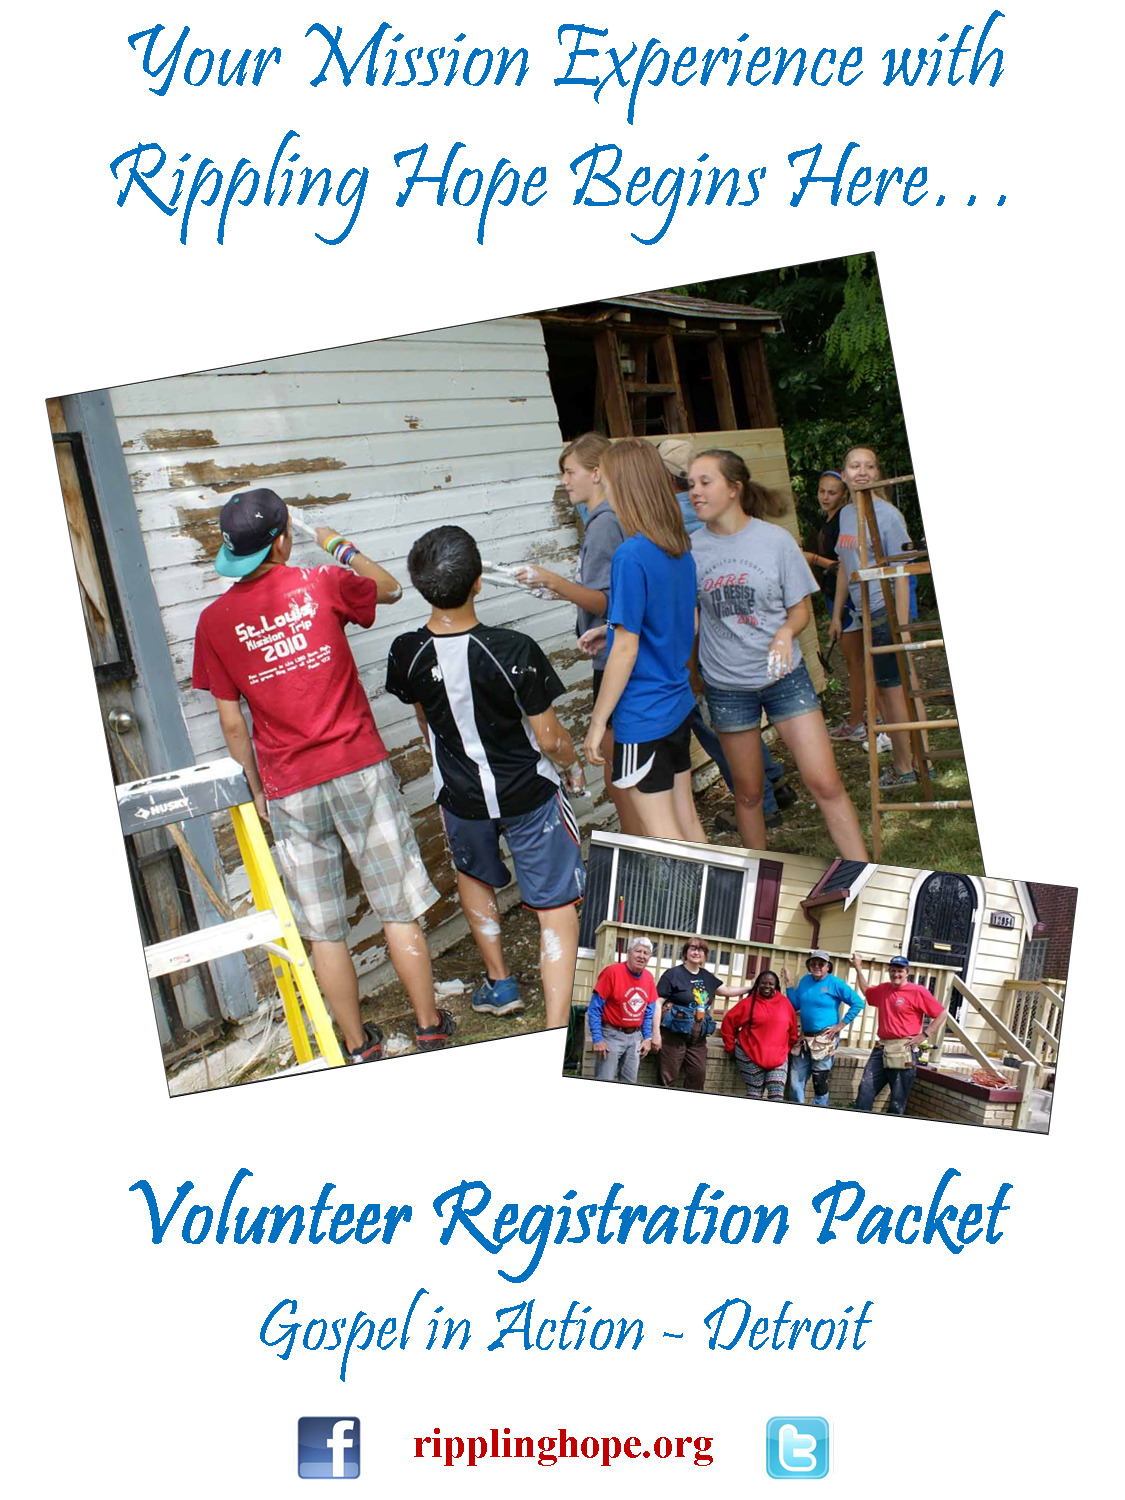 Your Mission Experience with
Rippling Hope Begins Here...
St. Louis
Mission Trip
2010
DARE
TO RESIST
VIOLENCE
HUSKY
Volunteer Registration Packet
Gospel in Action - Detroit
ripplinghope.org